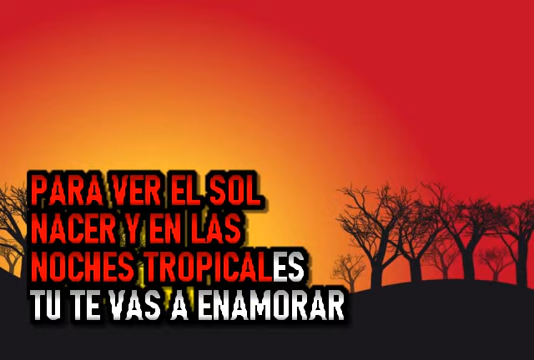 PARA VER EL SOL
NACER Y EN LAS
NOCHES TROPICALES
TU TE VAS A ENAMORAR